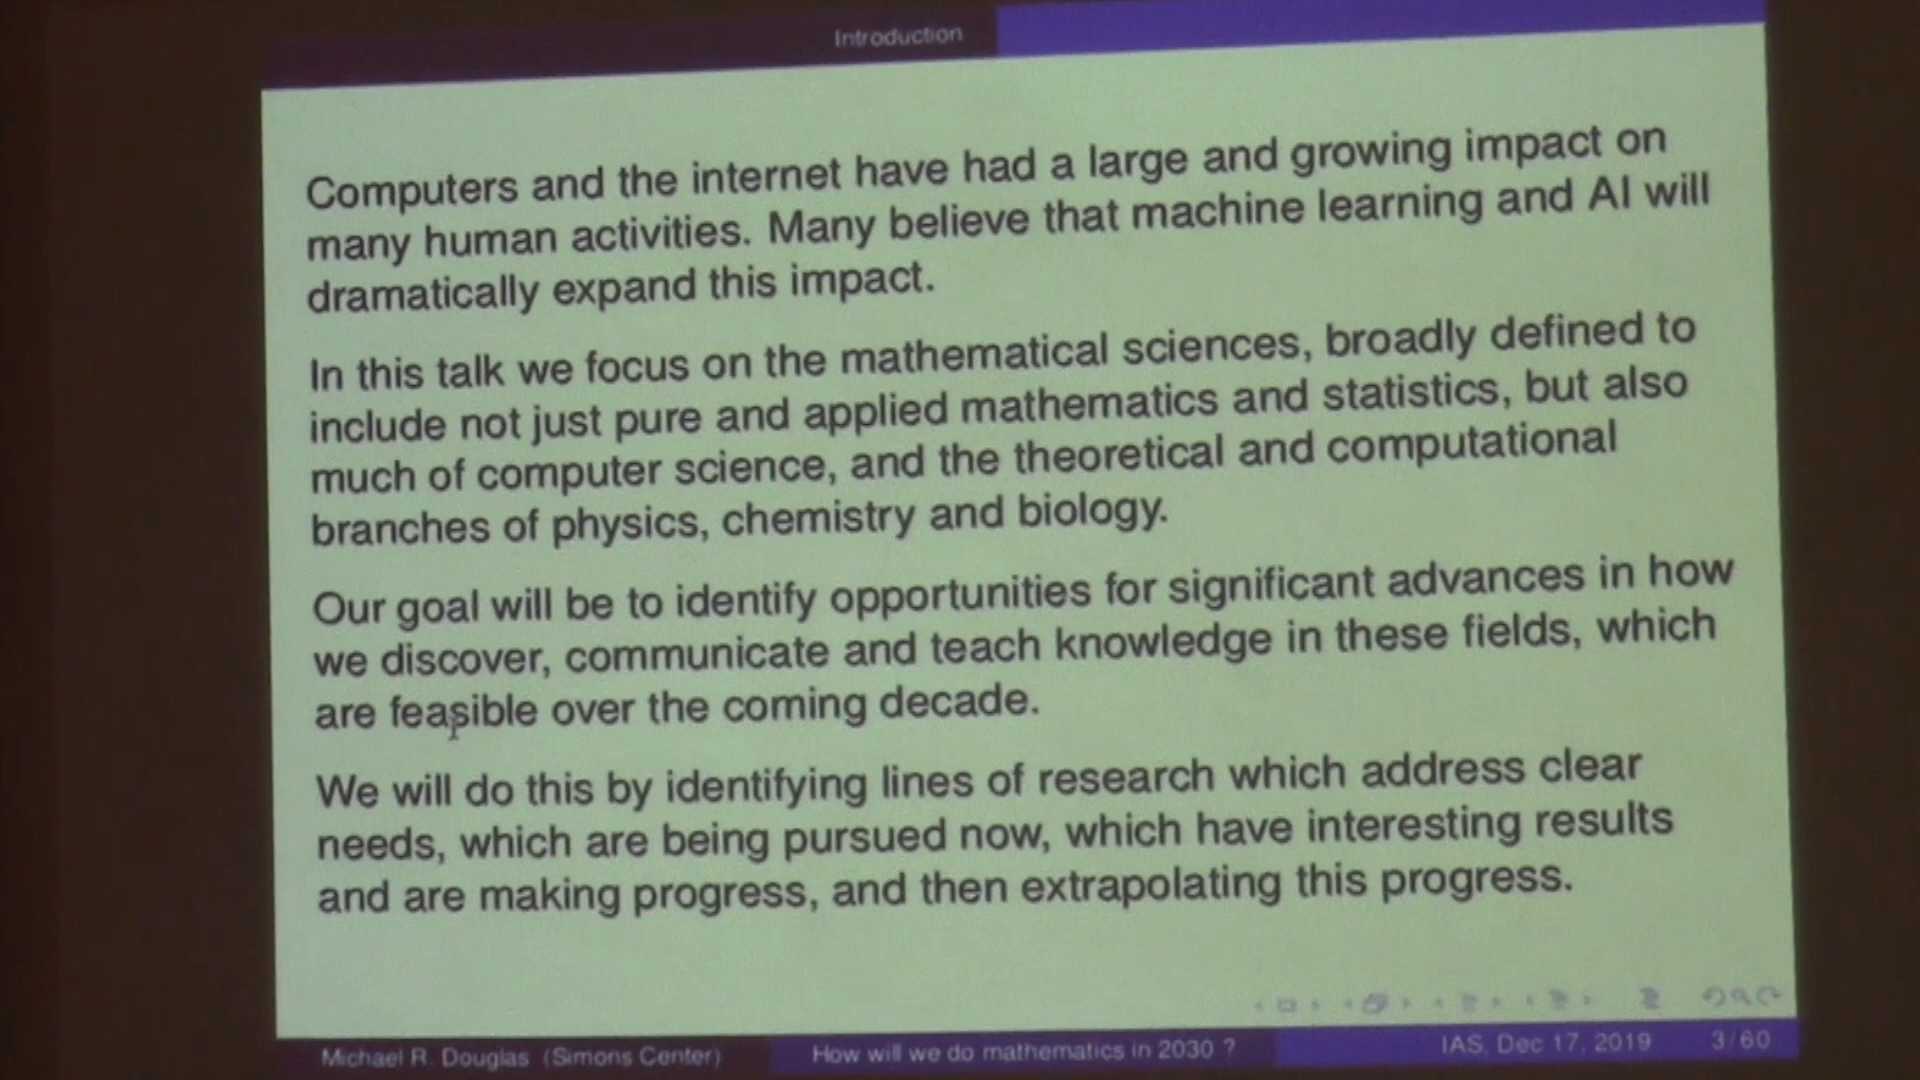 Introduction
Computers and the internet have had a large and growing impact on
many human activities. Many believe that machine learning and AI will
dramatically expand this impact.
In this talk we focus on the mathematical sciences, broadly defined to
include not just pure and applied mathematics and statistics, but also
much of computer science, and the theoretical and computational
branches of physics, chemistry and biology.
Our goal will be to identify opportunities for significant advances in how
we discover, communicate and teach knowledge in these fields, which
are feasible over the coming decade.
We will do this by identifying lines of research which address clear
needs, which are being pursued now, which have interesting results
and are making progress, and then extrapolating this progress.
Michael R. Douglas (Simons Center) How will we do mathematics in 2030 ? IAS, Dec 17, 2019 3/60